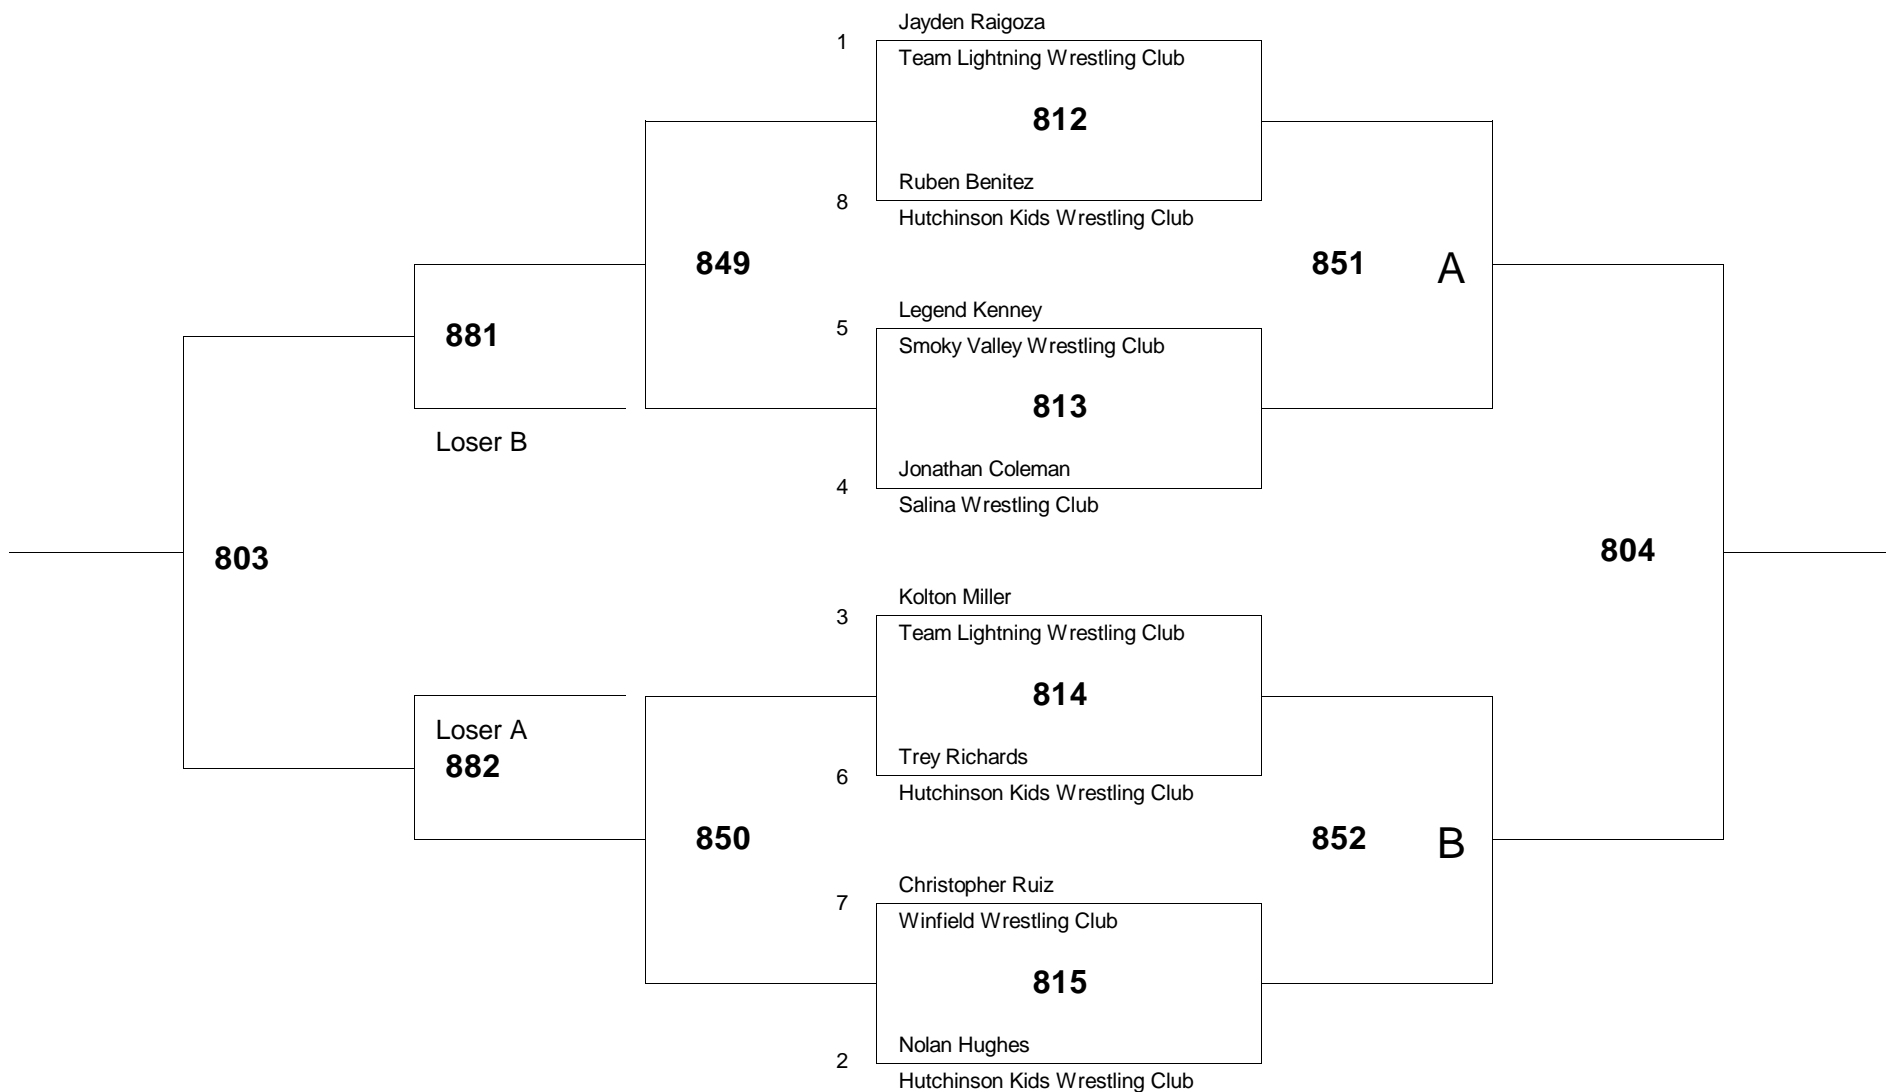 Jayden Raigoza
1
Team Lightning Wrestling Club
812
Ruben Benitez
8
Hutchinson Kids Wrestling Club
849
851
A
Legend Kenney
5
881
Smoky Valley Wrestling Club
813
Loser B
Jonathan Coleman
4
Salina Wrestling Club
803
804
Kolton Miller
3
Team Lightning Wrestling Club
814
Loser A
882
Trey Richards
6
Hutchinson Kids Wrestling Club
850
852
B
Christopher Ruiz
7
Winfield Wrestling Club
815
Nolan Hughes
2
Hutchinson Kids Wrestling Club